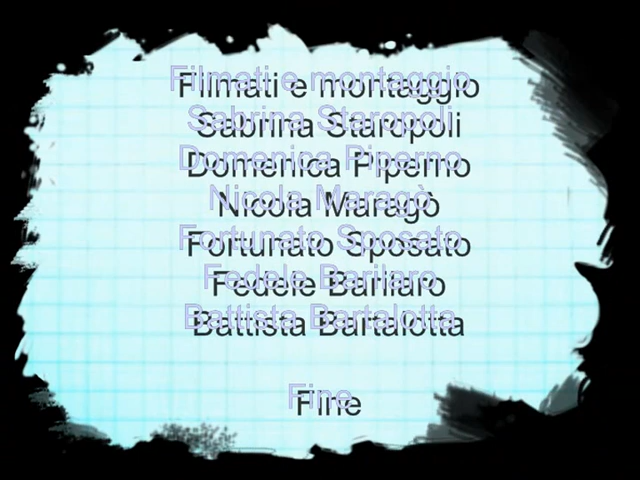 Filmati e montaggio
Sabrina Staropoli
Domenica Piperno
Nicola Maragò
Fortunato Sposato
Fedele Barilaro
Battista Bartalotta
Fine